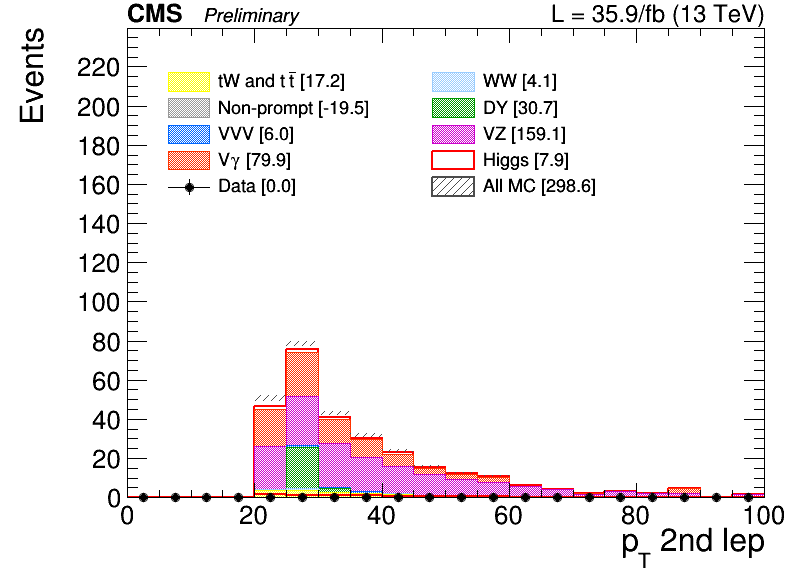 CMS Preliminary L = 35.9/fb (13 TeV)
Events
220
200
180
160
140
120
100
80
60
40
20
0
tW and t t̅ [17.2]
Non-prompt [-19.5]
VVV [6.0]
Vγ [79.9]
Data [0.0]
WW [4.1]
DY [30.7]
VZ [159.1]
Higgs [7.9]
All MC [298.6]
0 20 40 60 80 100
p_T 2nd lep